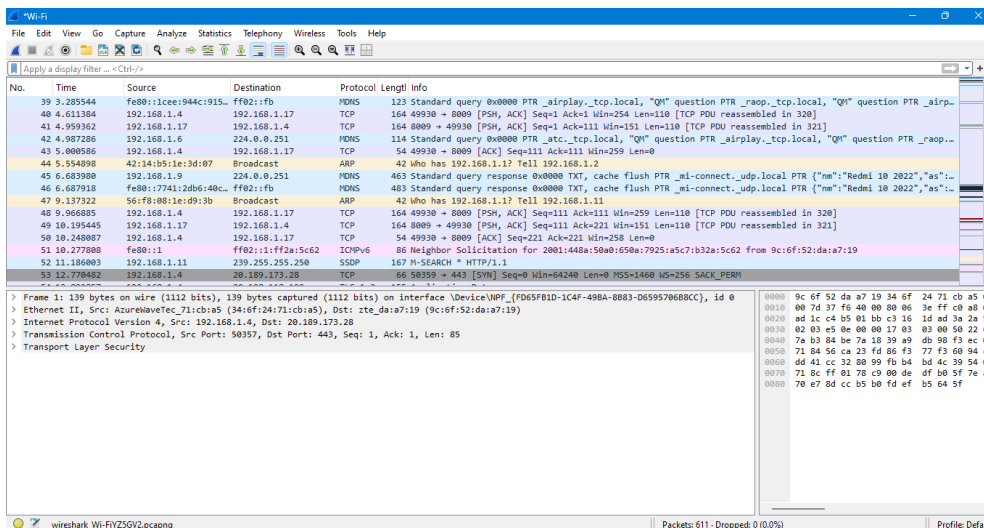 *Wi-Fi
File Edit View Go Capture Analyze Statistics Telephony Wireless Tools Help
Apply a display filter ... <Ctrl-/>
No. Time Source Destination Protocol Length Info
39 3.285544 fe80::1cee:944c:915… ff02::fb MDNS 123 Standard query 0x0000 PTR _airplay._tcp.local, "QM" question PTR _raop._tcp.local, "QM" question PTR _airp…
40 4.611384 192.168.1.4 192.168.1.17 TCP 164 49930 → 8009 [PSH, ACK] Seq=1 Ack=1 Win=254 Len=110 [TCP PDU reassembled in 320]
41 4.959362 192.168.1.17 192.168.1.4 TCP 164 8009 → 49930 [PSH, ACK] Seq=1 Ack=111 Win=151 Len=110 [TCP PDU reassembled in 321]
42 4.987286 192.168.1.6 224.0.0.251 MDNS 114 Standard query 0x0000 PTR _atc._tcp.local, "QM" question PTR _airplay._tcp.local, "QM" question PTR _raop.…
43 5.000586 192.168.1.4 192.168.1.17 TCP 54 49930 → 8009 [ACK] Seq=111 Ack=111 Win=259 Len=0
44 5.554898 42:14:b5:1e:3d:07 Broadcast ARP 42 Who has 192.168.1.1? Tell 192.168.1.2
45 6.683980 192.168.1.9 224.0.0.251 MDNS 463 Standard query response 0x0000 TXT, cache flush PTR _mi-connect._udp.local PTR {"nm":"Redmi 10 2022","as":…
46 6.687918 fe80::7741:2db6:40c… ff02::fb MDNS 483 Standard query response 0x0000 TXT, cache flush PTR _mi-connect._udp.local PTR {"nm":"Redmi 10 2022","as":…
47 9.137322 56:f8:08:1e:d9:3b Broadcast ARP 42 Who has 192.168.1.1? Tell 192.168.1.11
48 9.966885 192.168.1.4 192.168.1.17 TCP 164 49930 → 8009 [PSH, ACK] Seq=111 Ack=111 Win=259 Len=110 [TCP PDU reassembled in 320]
49 10.195445 192.168.1.17 192.168.1.4 TCP 164 8009 → 49930 [PSH, ACK] Seq=111 Ack=221 Win=151 Len=110 [TCP PDU reassembled in 321]
50 10.248087 192.168.1.4 192.168.1.17 TCP 54 49930 → 8009 [ACK] Seq=221 Ack=221 Win=258 Len=0
51 10.277808 fe80::1 ff02::1:ff2a:5c62 ICMPv6 86 Neighbor Solicitation for 2001:448a:50a0:650a:7925:a5c7:b32a:5c62 from 9c:6f:52:da:a7:19
52 11.186003 192.168.1.11 239.255.255.250 SSDP 167 M-SEARCH * HTTP/1.1
53 12.770482 192.168.1.4 20.189.173.28 TCP 66 50359 → 443 [SYN] Seq=0 Win=64240 Len=0 MSS=1460 WS=256 SACK_PERM
Frame 1: 139 bytes on wire (1112 bits), 139 bytes captured (1112 bits) on interface \Device\NPF_{FD65FB1D-1C4F-49BA-8B83-D6595706B8CC}, id 0
Ethernet II, Src: AzureWaveTec_71:cb:a5 (34:6f:24:71:cb:a5), Dst: zte_da:a7:19 (9c:6f:52:da:a7:19)
Internet Protocol Version 4, Src: 192.168.1.4, Dst: 20.189.173.28
Transmission Control Protocol, Src Port: 50357, Dst Port: 443, Seq: 1, Ack: 1, Len: 85
Transport Layer Security
0000 9c 6f 52 da a7 19 34 6f 24 71 cb a5
0010 00 7d 37 f6 40 00 80 06 3e ff c0 a8
0020 ad 1c c4 b5 01 bb c3 16 1d ad 3a 2a
0030 02 03 e5 0e 00 00 17 03 03 00 50 22
0040 7a b3 84 be 7a 18 39 a9 db 98 f3 ec
0050 71 84 56 ca 23 fd 86 f3 77 f3 60 94
0060 dd 41 cc 32 80 99 fb b4 bd 4c 39 54
0070 71 8c ff 01 78 c9 00 de df b0 5f 7e
0080 70 e7 8d cc b5 b0 fd ef b5 64 5f
wireshark_Wi-FiYZ5GV2.pcapng
Packets: 611 · Dropped: 0 (0.0%)
Profile: Defa